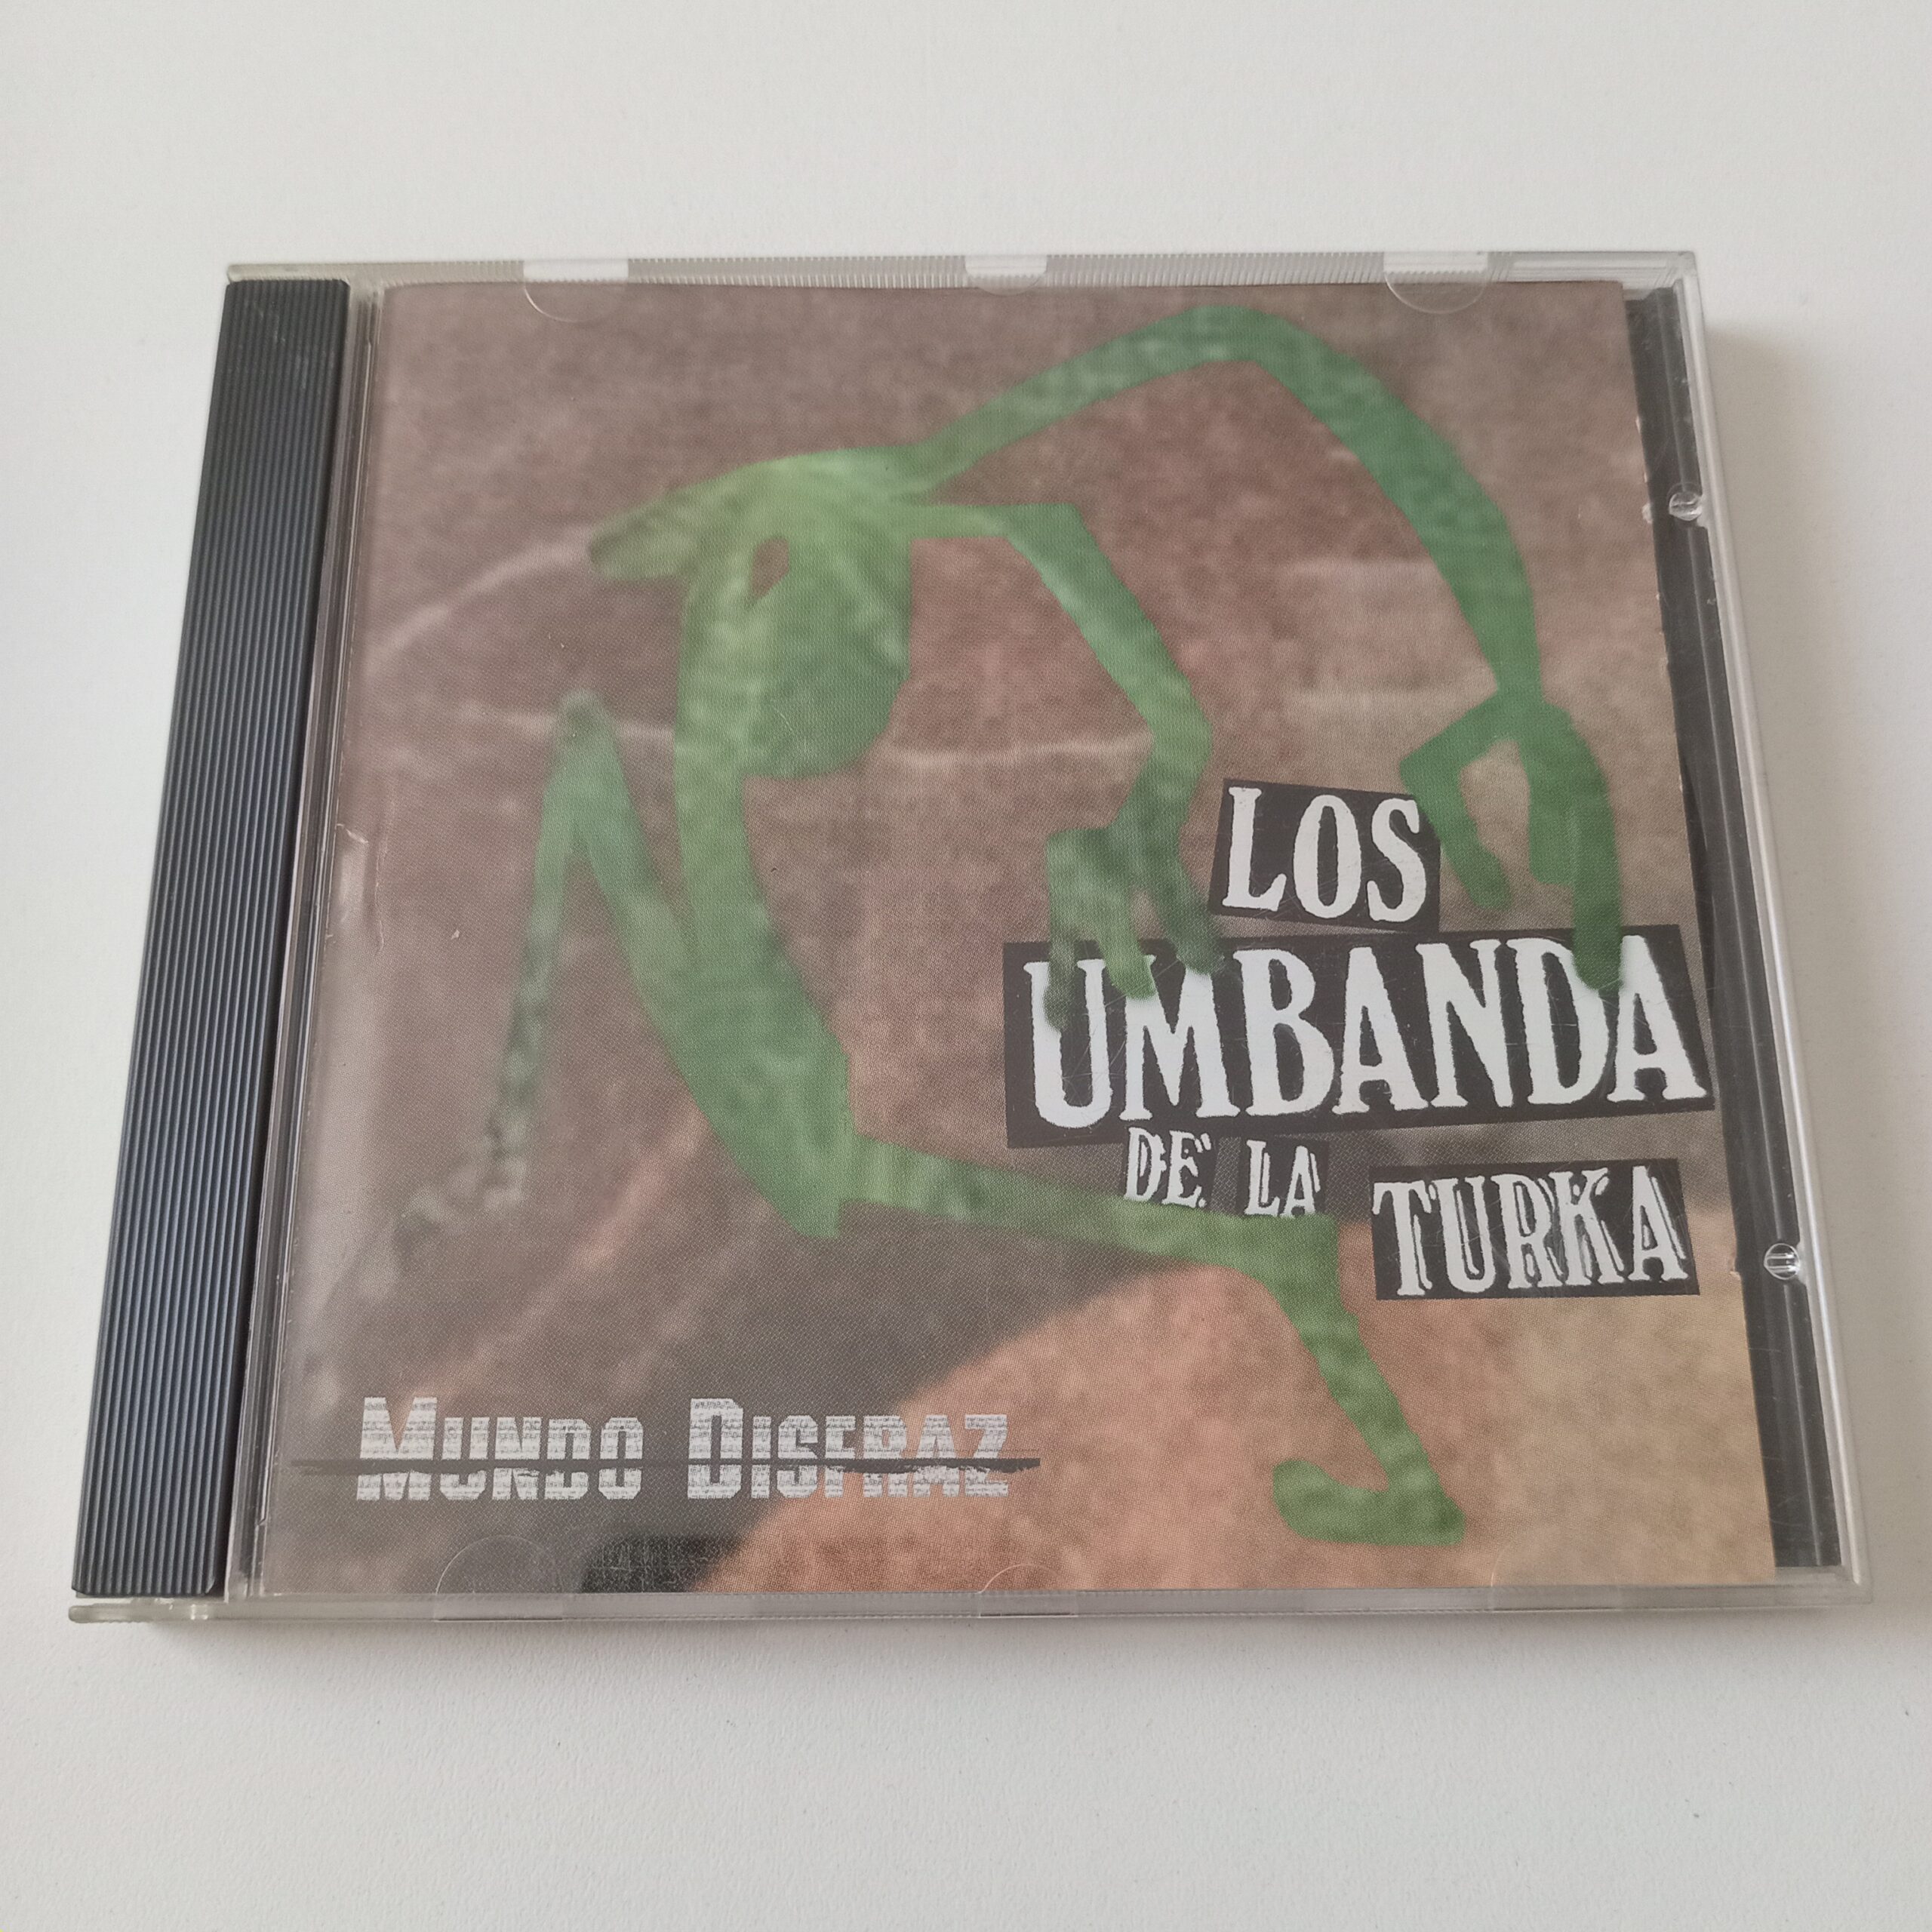 LOS
UMBANDA
DE LA TURKA
MUNDO DISFRAZ